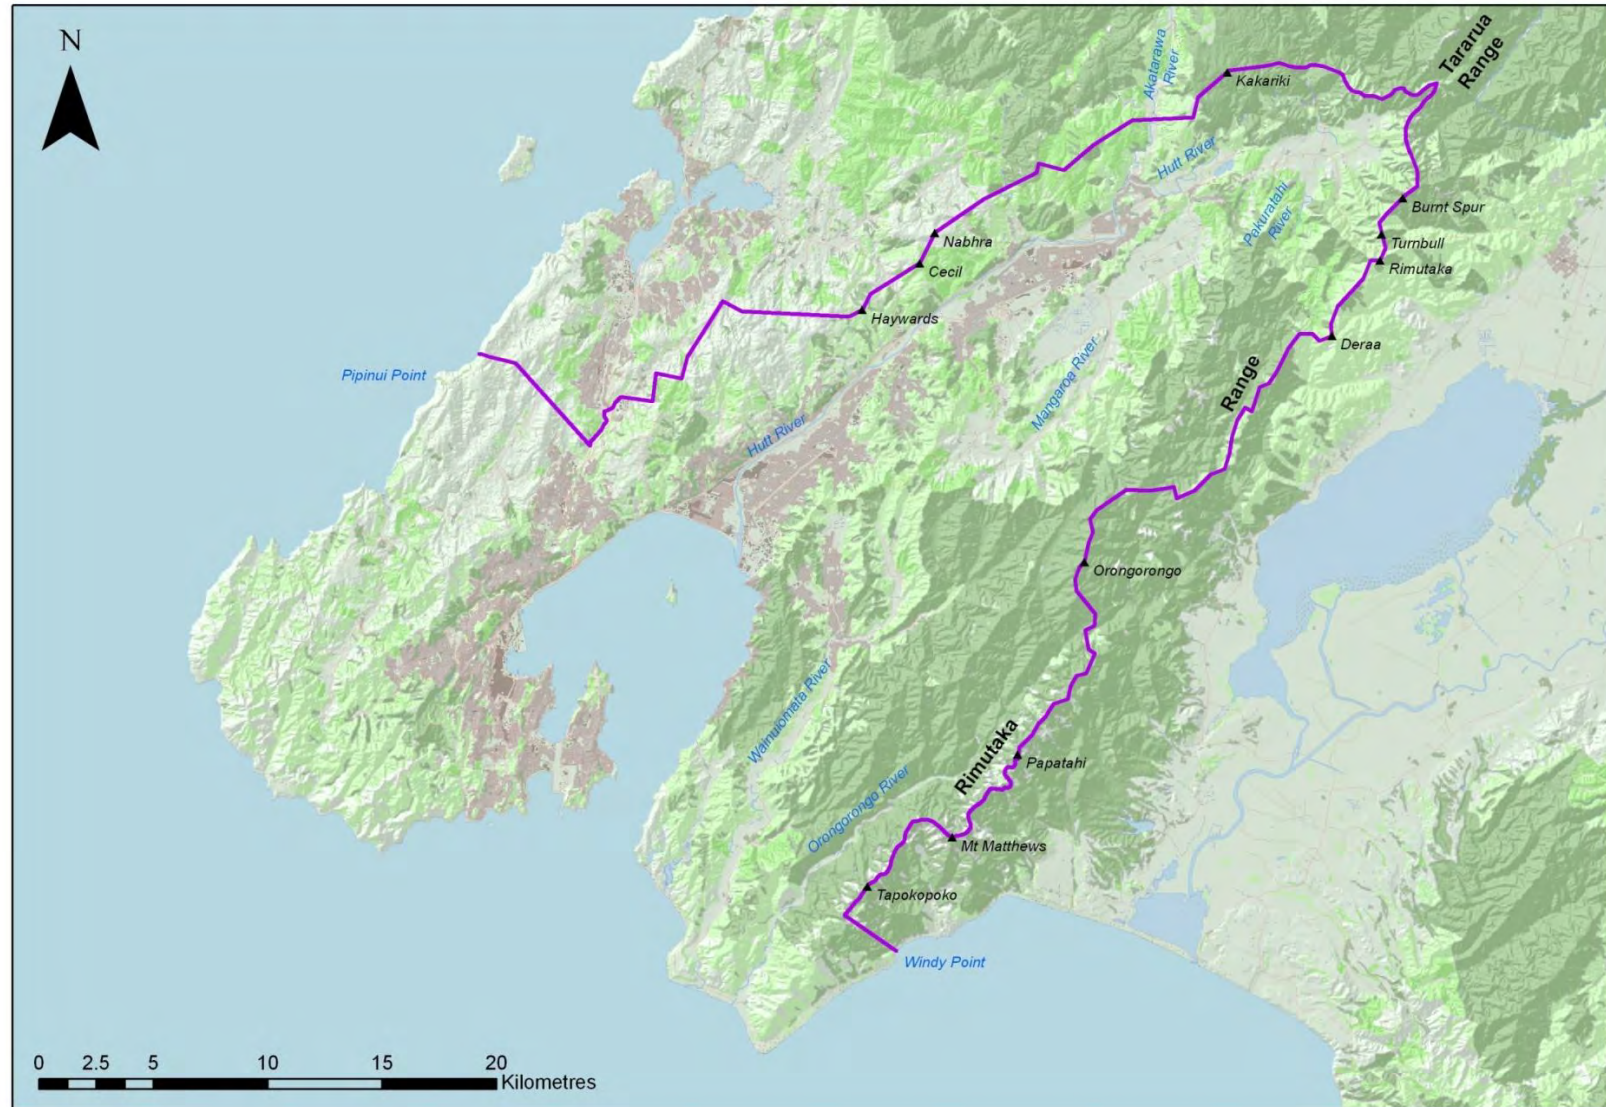 N
Tararua
Range
Akatarawa
River
Kakariki
Hutt River
Pakuratahi
River
Burnt Spur
Nabhra
Turnbull
Cecil
Rimutaka
Haywards
Deraa
Pipinui Point
Mangaroa River
Range
Hutt River
Orongorongo
Wainuiomata River
Rimutaka
Papatahi
Orongorongo River
Mt Matthews
Tapokopoko
Windy Point
0 2.5 5 10 15 20
Kilometres